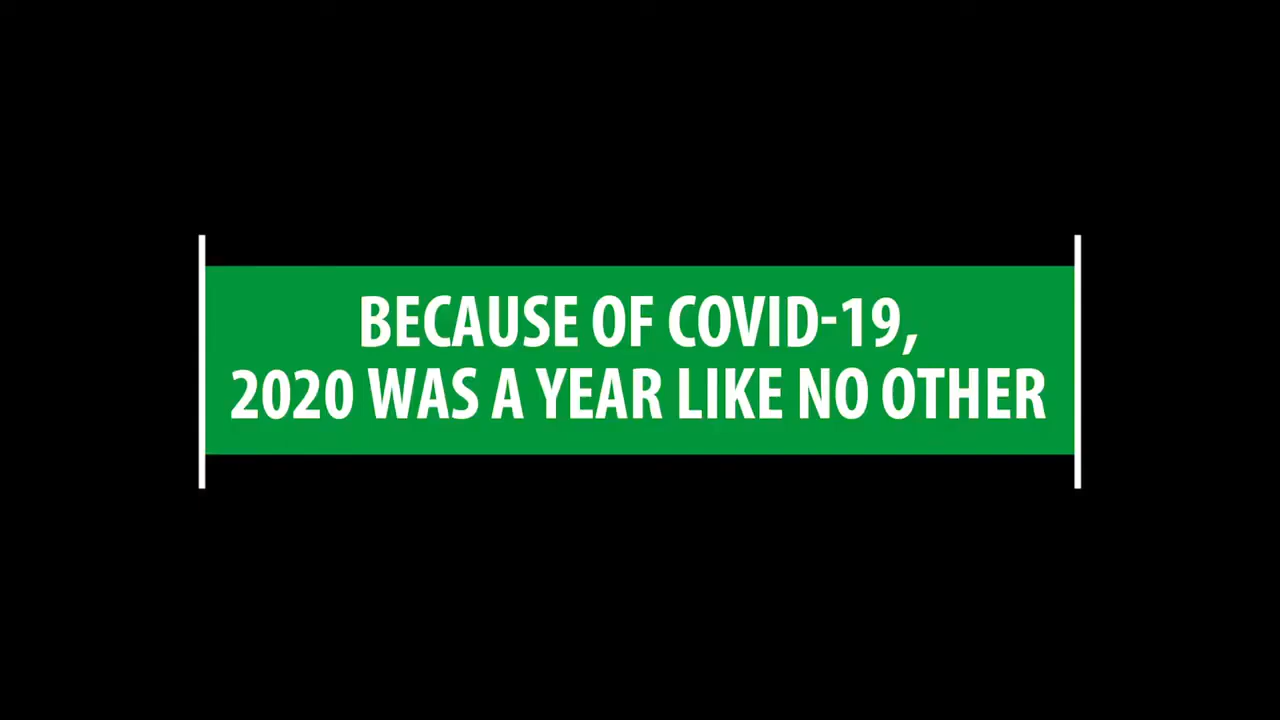 BECAUSE OF COVID-19,
2020 WAS A YEAR LIKE NO OTHER